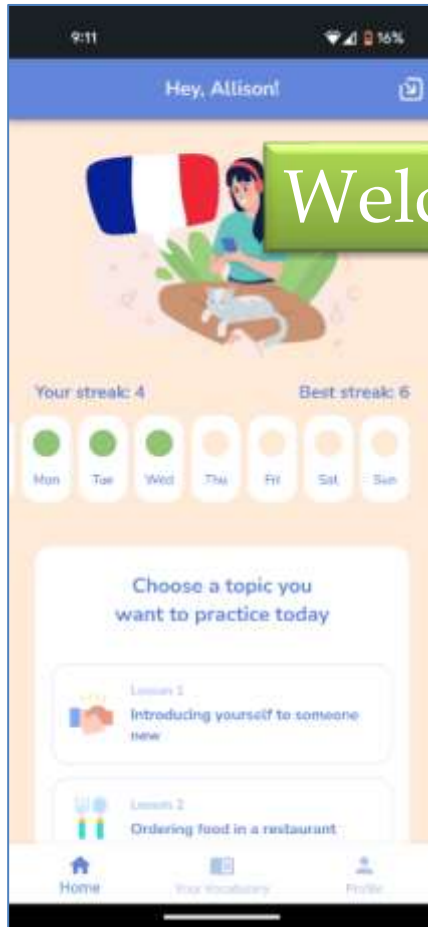 9:11 16%
Hey, Allison!
Welc
Your streak: 4 Best streak: 6
Mon Tue Wed Thu Fri Sat Sun
Choose a topic you
want to practice today
Lesson 1
Introducing yourself to someone
new
Lesson 2
Ordering food in a restaurant
Home Your Vocabulary Profile